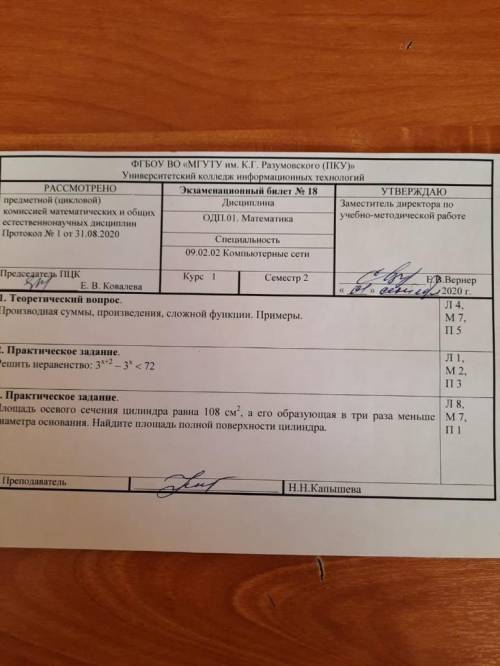 ФГБОУ ВО «МГУТУ им. К.Г. Разумовского (ПКУ)»
Университетский колледж информационных технологий
РАССМОТРЕНО
предметной (цикловой)
комиссией математических и общих
естественнонаучных дисциплин
Протокол № 1 от 31.08.2020
Председатель ПЦК
Е. В. Ковалева
Экзаменационный билет № 18
Дисциплина
ОДП.01. Математика
Специальность
09.02.02 Компьютерные сети
Курс 1 Семестр 2
УТВЕРЖДАЮ
Заместитель директора по
учебно-методической работе
Е.В.Вернер
« 01 » 2020 г.
1. Теоретический вопрос.
Производная суммы, произведения, сложной функции. Примеры.
Л 4,
М 7,
П 5
2. Практическое задание.
Решить неравенство: 3ˣ⁺² – 3ˣ < 72
Л 1,
М 2,
П 3
. Практическое задание.
Площадь осевого сечения цилиндра равна 108 см², а его образующая в три раза меньше
диаметра основания. Найдите площадь полной поверхности цилиндра.
Л 8,
М 7,
П 1
Преподаватель
Н.Н.Капышева